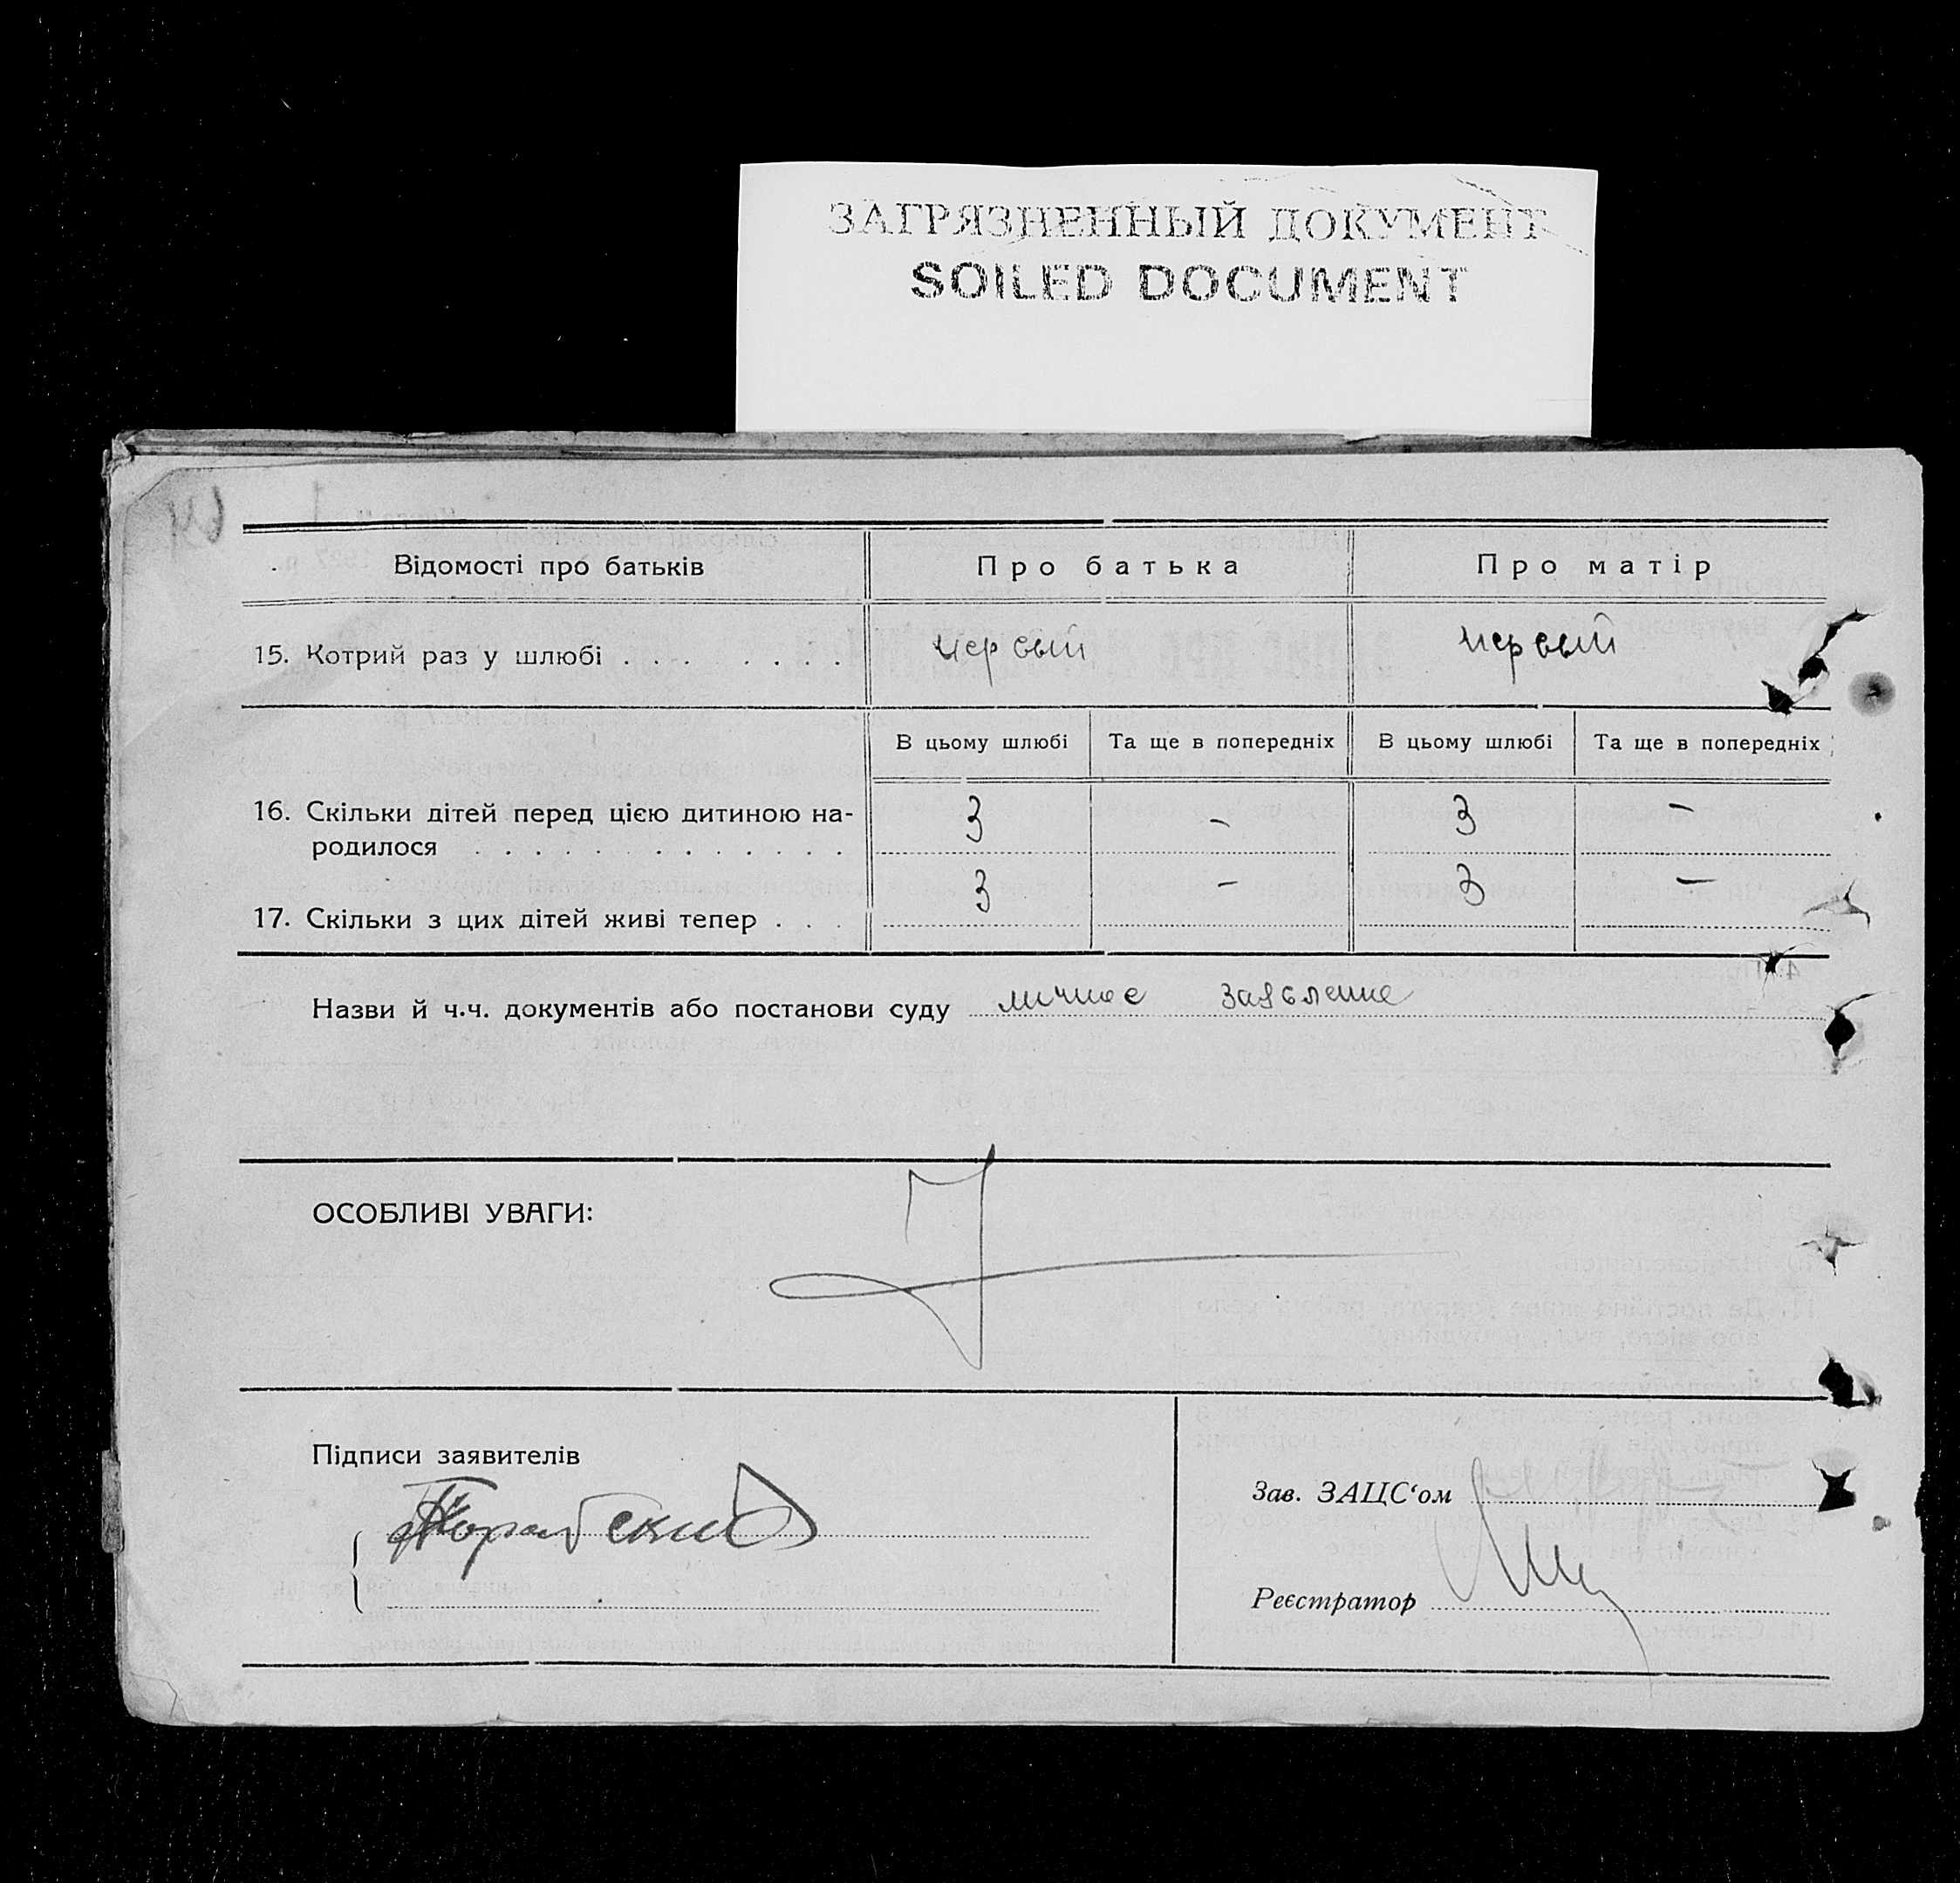 ЗАГРЯЗНЕННЫЙ ДОКУМЕНТ
SOILED DOCUMENT
Відомості про батьків Про батька Про матір
15. Котрий раз у шлюбі . . . . . . . первый первый
В цьому шлюбі Та ще в попередніх В цьому шлюбі Та ще в попередніх
16. Скільки дітей перед цією дитиною на-
родилося . . . . . . . . . . . . . 3 - 3 -
17. Скільки з цих дітей живі тепер . . . 3 - 3 -
Назви й ч.ч. документів або постанови суду личное заявление
ОСОБЛИВІ УВАГИ:
Підписи заявителів
Зав. ЗАЦС‘ом
Реєстратор